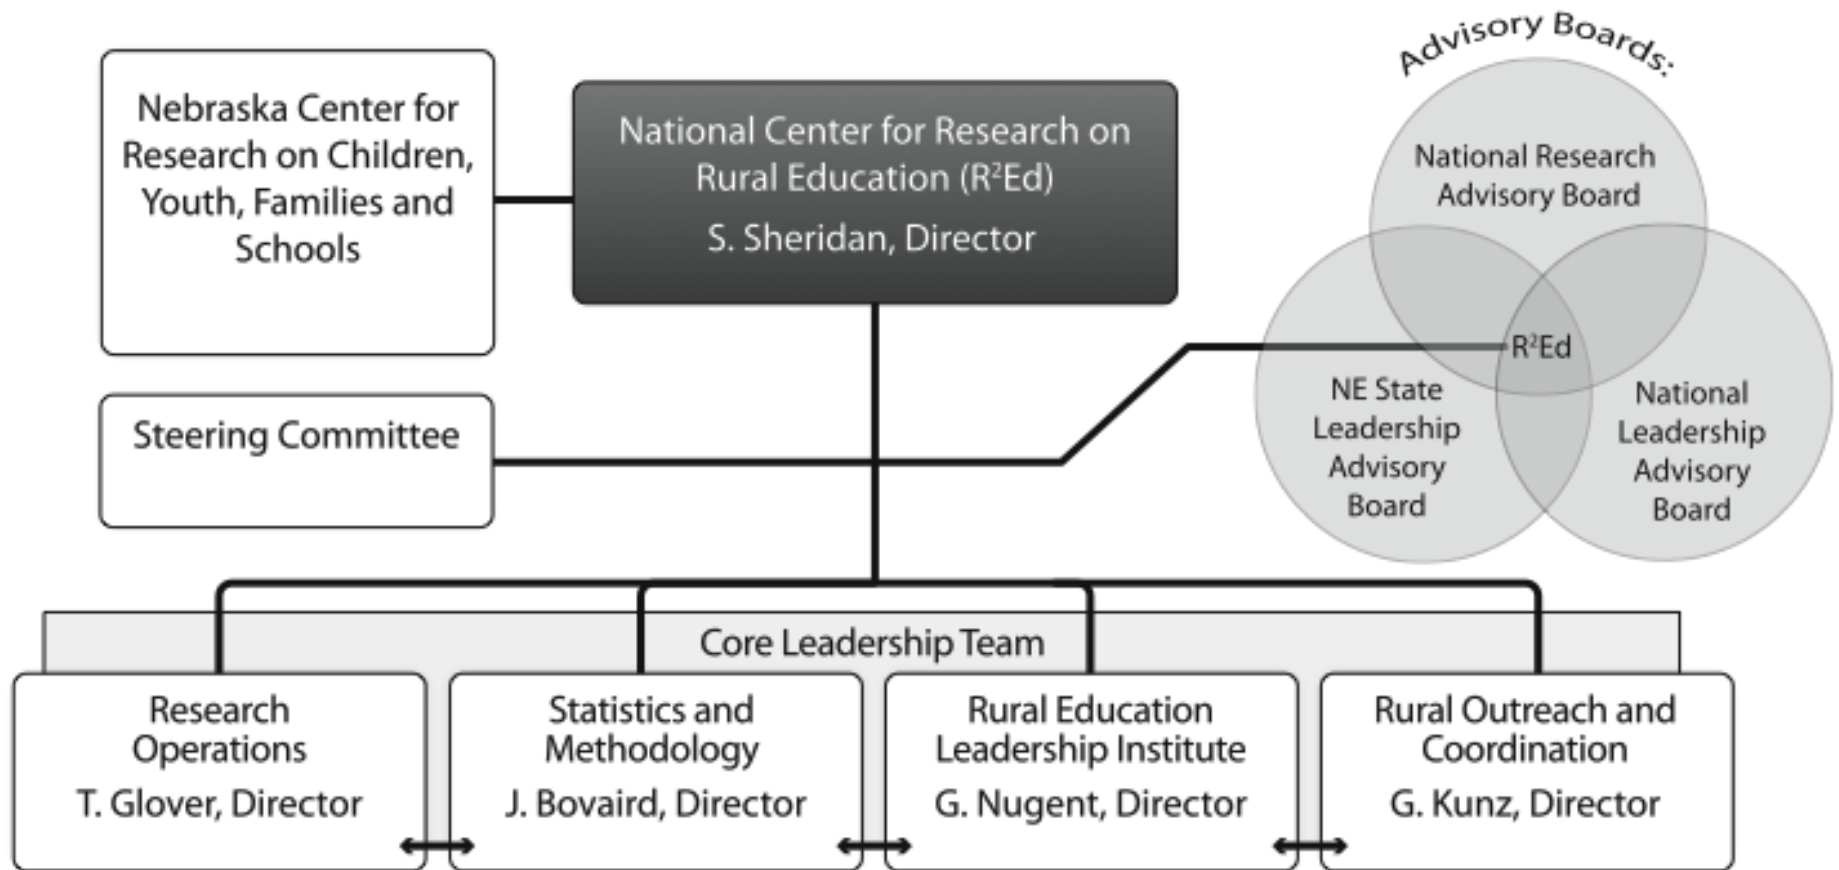 Nebraska Center for
Research on Children,
Youth, Families and
Schools
National Center for Research on
Rural Education (R²Ed)
S. Sheridan, Director
Advisory Boards:
National Research
Advisory Board
R²Ed
NE State
Leadership
Advisory
Board
National
Leadership
Advisory
Board
Steering Committee
Core Leadership Team
Research
Operations
T. Glover, Director
Statistics and
Methodology
J. Bovaird, Director
Rural Education
Leadership Institute
G. Nugent, Director
Rural Outreach and
Coordination
G. Kunz, Director